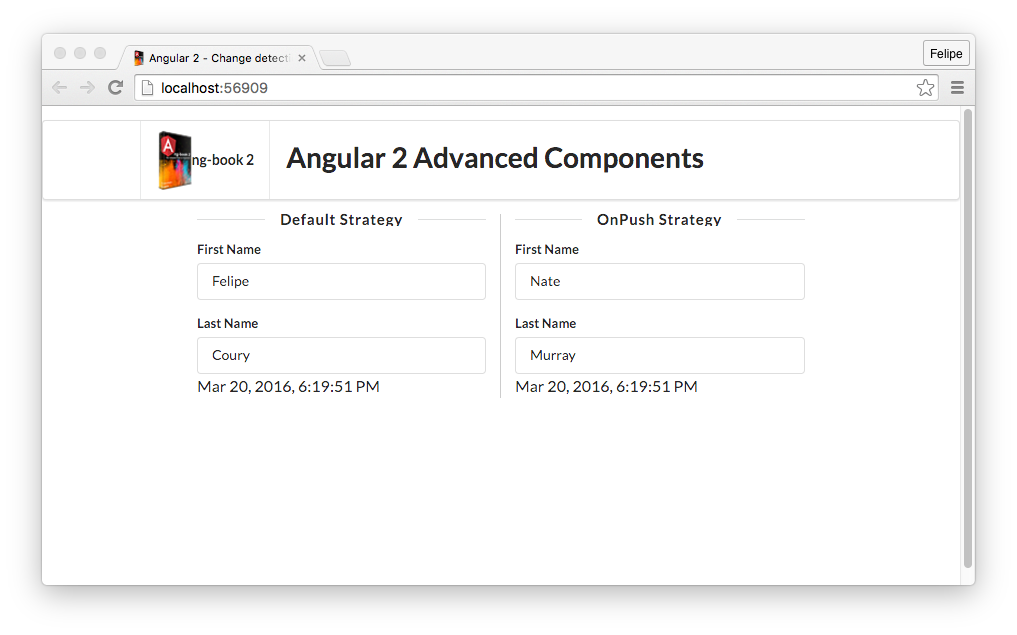 Angular 2 - Change detecti
Felipe
localhost:56909
ng-book 2
Angular 2 Advanced Components
Default Strategy
First Name
Felipe
Last Name
Coury
Mar 20, 2016, 6:19:51 PM
OnPush Strategy
First Name
Nate
Last Name
Murray
Mar 20, 2016, 6:19:51 PM